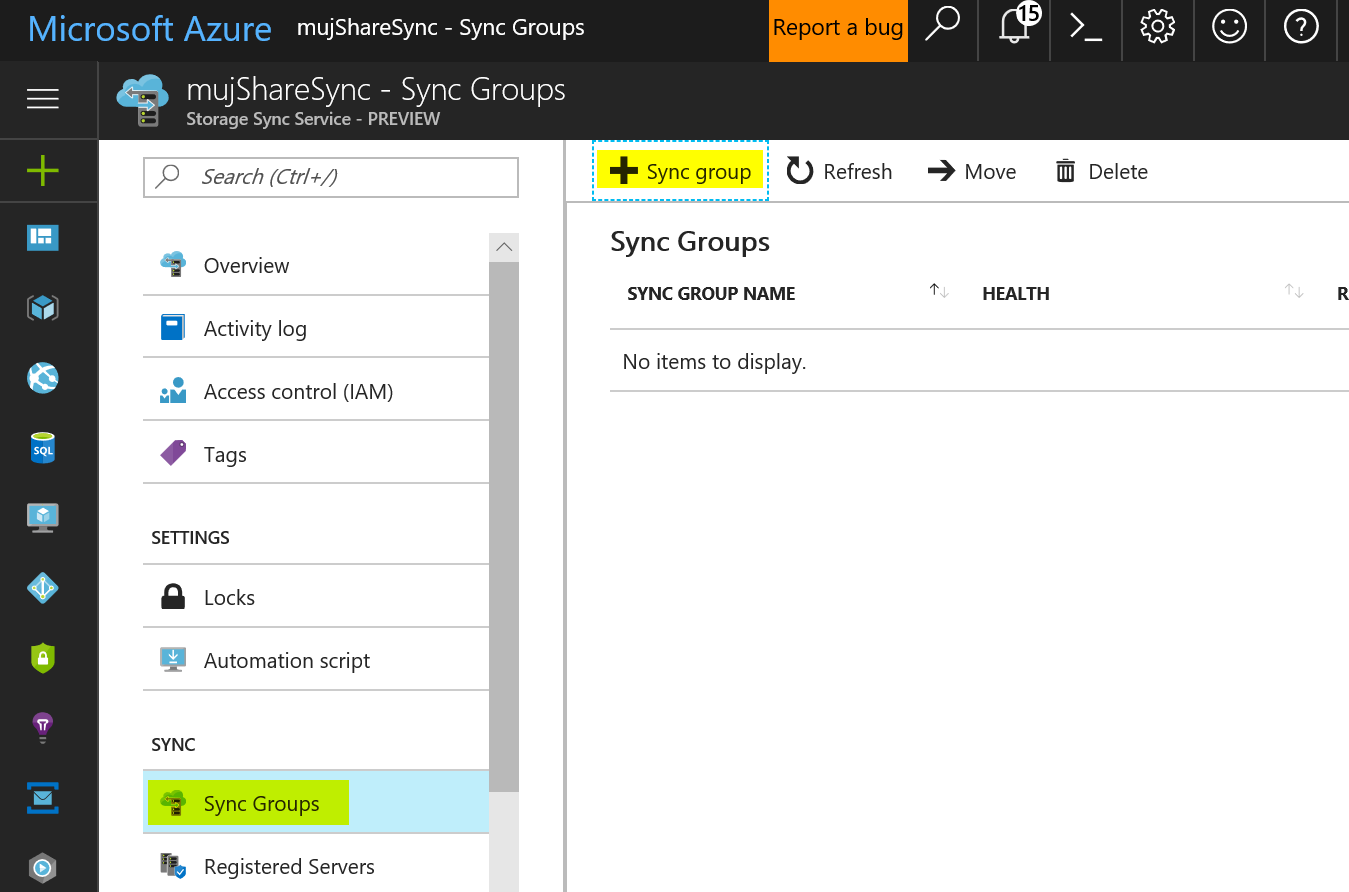 Microsoft Azure mujShareSync - Sync Groups Report a bug 15
mujShareSync - Sync Groups
Storage Sync Service - PREVIEW
Search (Ctrl+/)
Sync group Refresh Move Delete
Overview
Activity log
Access control (IAM)
Tags
SETTINGS
Locks
Automation script
SYNC
Sync Groups
Registered Servers
Sync Groups
SYNC GROUP NAME HEALTH R
No items to display.
SQL